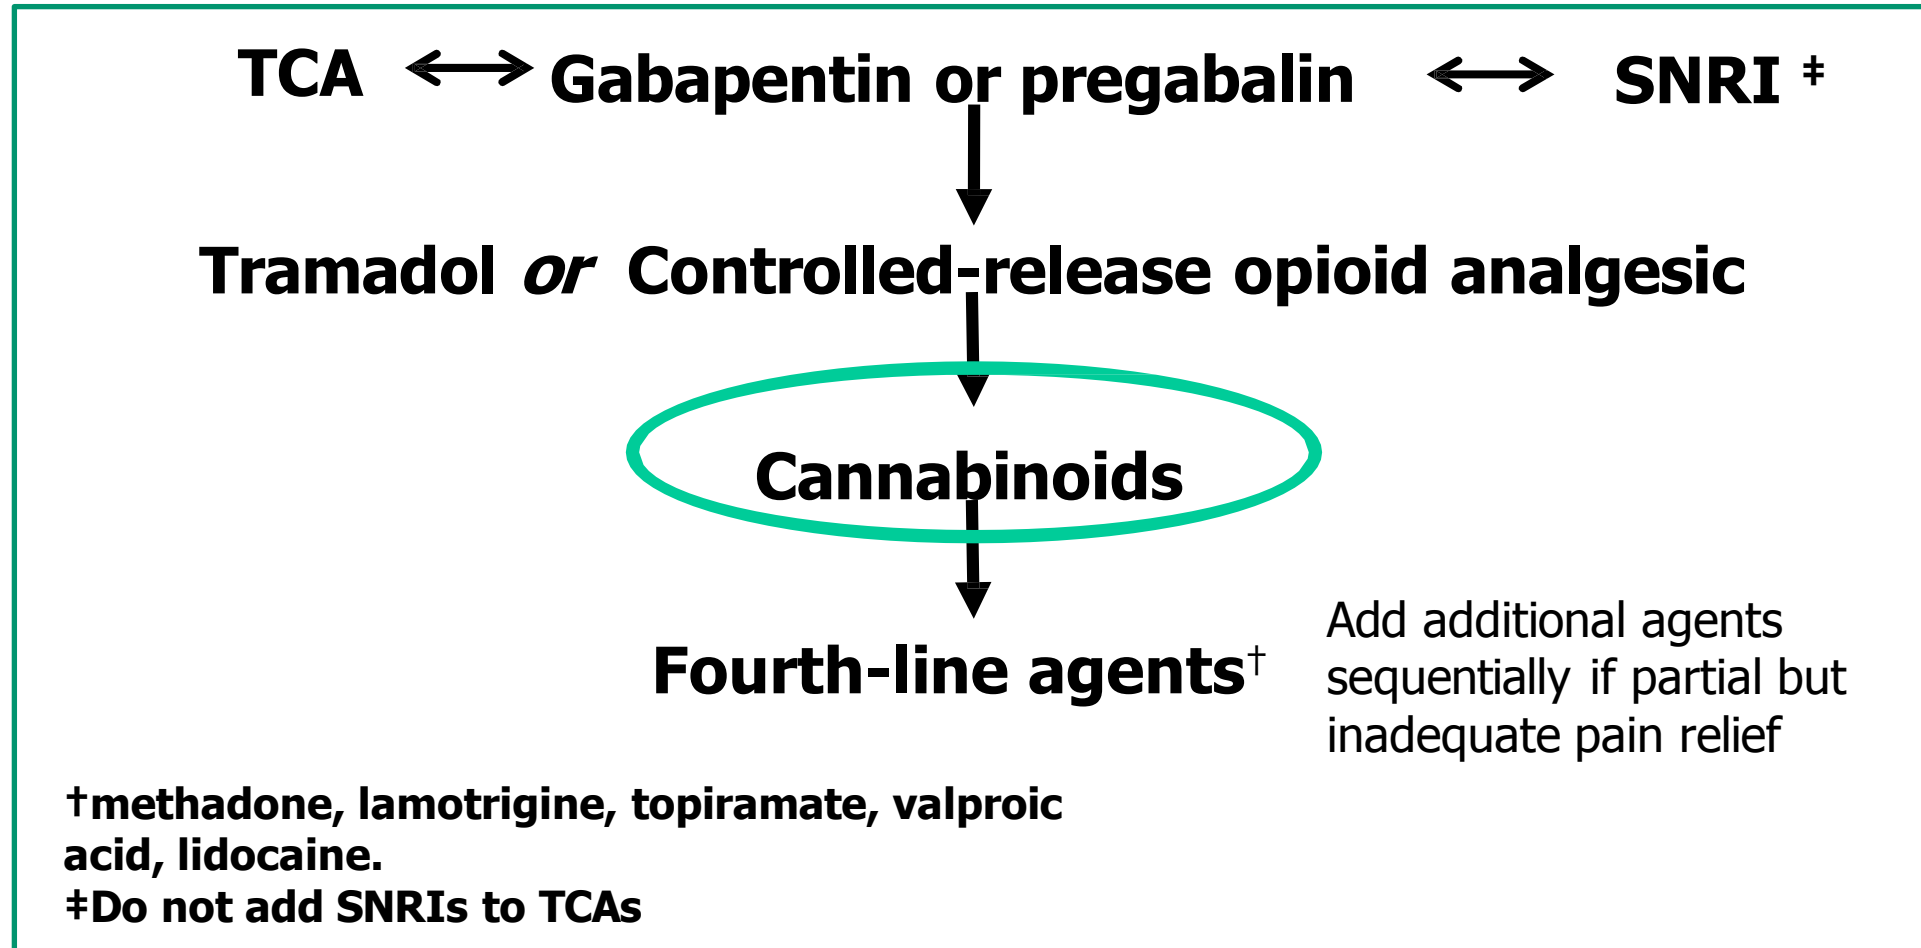 TCA Gabapentin or pregabalin SNRI ‡
Tramadol or Controlled-release opioid analgesic
Cannabinoids
Fourth-line agents†
Add additional agents
sequentially if partial but
inadequate pain relief
†methadone, lamotrigine, topiramate, valproic
acid, lidocaine.
‡Do not add SNRIs to TCAs